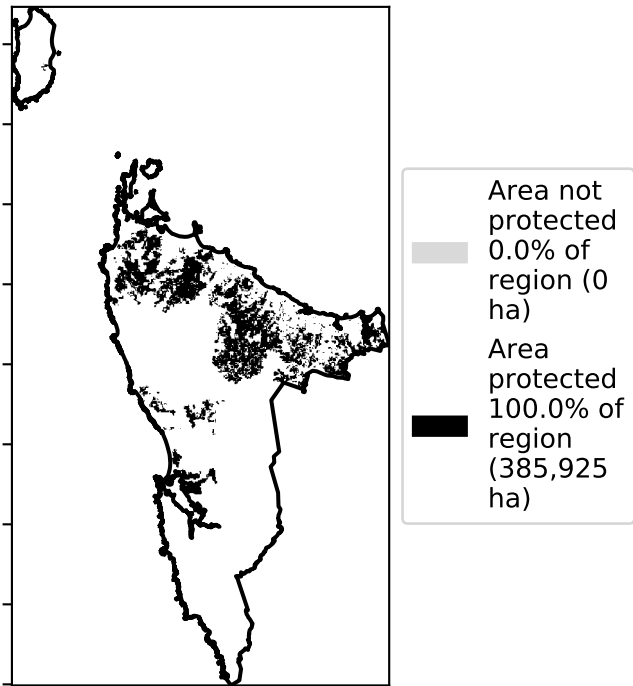 Area not
protected
0.0% of
region (0
ha)
Area
protected
100.0% of
region
(385,925
ha)